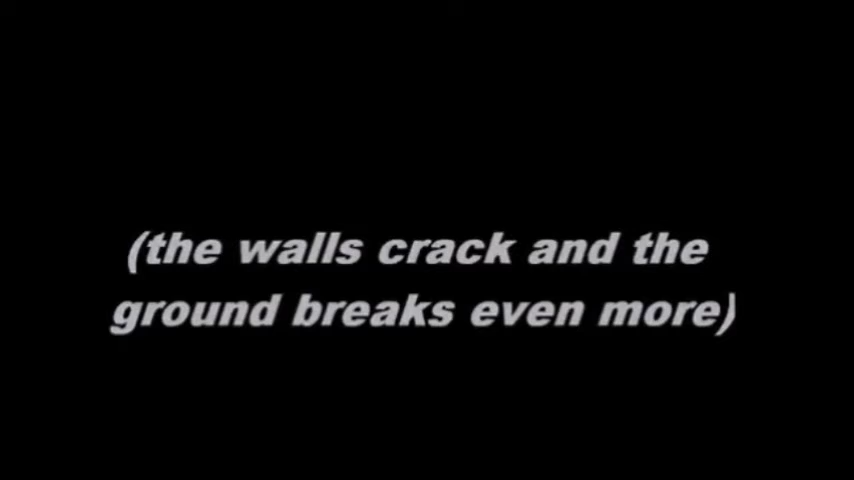 (the walls crack and the
ground breaks even more)